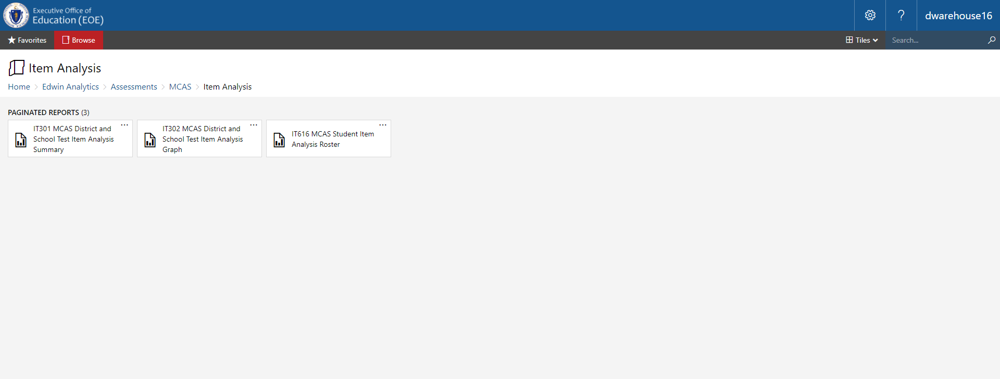 Executive Office of
Education (EOE)
?
dwarehouse16
Favorites
Browse
Tiles
Search...
Item Analysis
Home > Edwin Analytics > Assessments > MCAS > Item Analysis
PAGINATED REPORTS (3)
IT301 MCAS District and
School Test Item Analysis
Summary
...
IT302 MCAS District and
School Test Item Analysis
Graph
...
IT616 MCAS Student Item
Analysis Roster
...